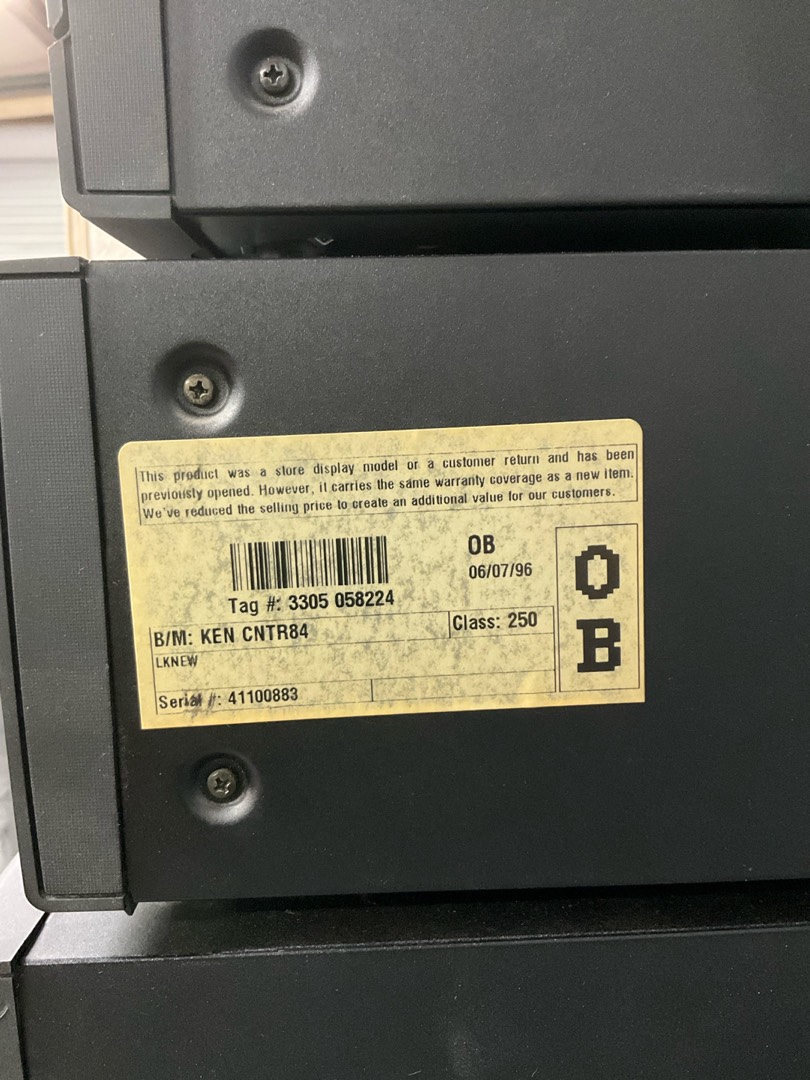 This product was a store display model or a customer return and has been
previously opened. However, it carries the same warranty coverage as a new item.
We've reduced the selling price to create an additional value for our customers.
OB
06/07/96
Tag #: 3305 058224
B/M: KEN CNTR84
Class: 250
LKNEW
Serial #: 41100883
O
B